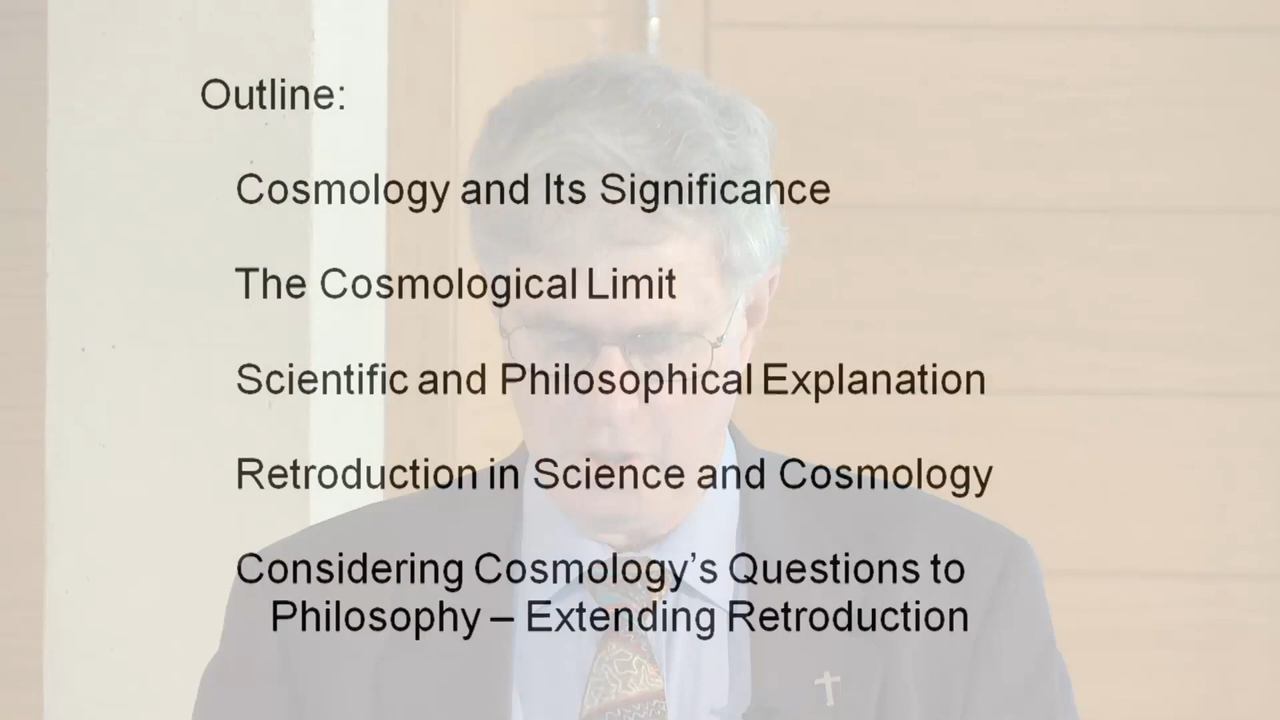 Outline:
Cosmology and Its Significance
The Cosmological Limit
Scientific and Philosophical Explanation
Retroduction in Science and Cosmology
Considering Cosmology’s Questions to
Philosophy – Extending Retroduction